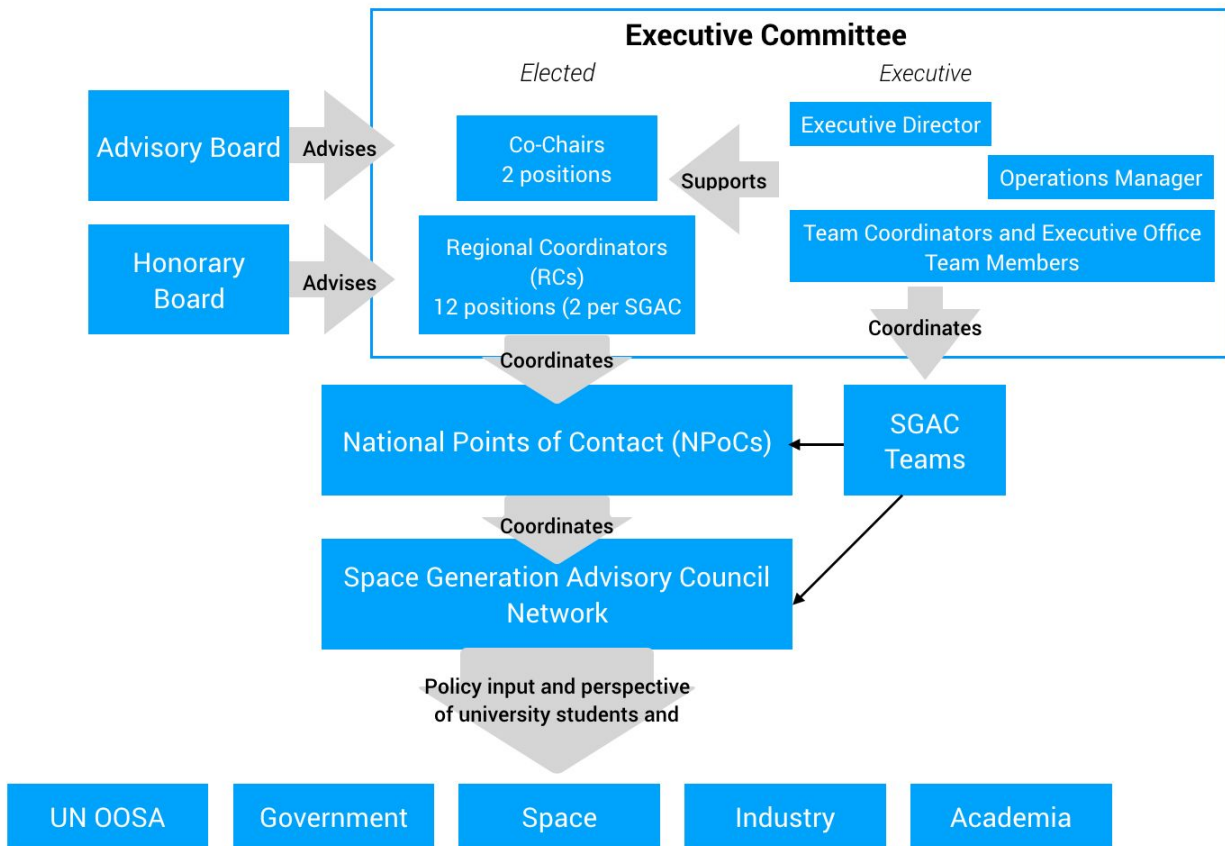 Executive Committee
Elected
Executive
Advisory Board
Advises
Co-Chairs
2 positions
Supports
Executive Director
Operations Manager
Honorary
Board
Advises
Regional Coordinators
(RCs)
12 positions (2 per SGAC
Team Coordinators and Executive Office
Team Members
Coordinates
Coordinates
National Points of Contact (NPoCs)
SGAC
Teams
Coordinates
Space Generation Advisory Council
Network
Policy input and perspective
of university students and
UN OOSA
Government
Space
Industry
Academia